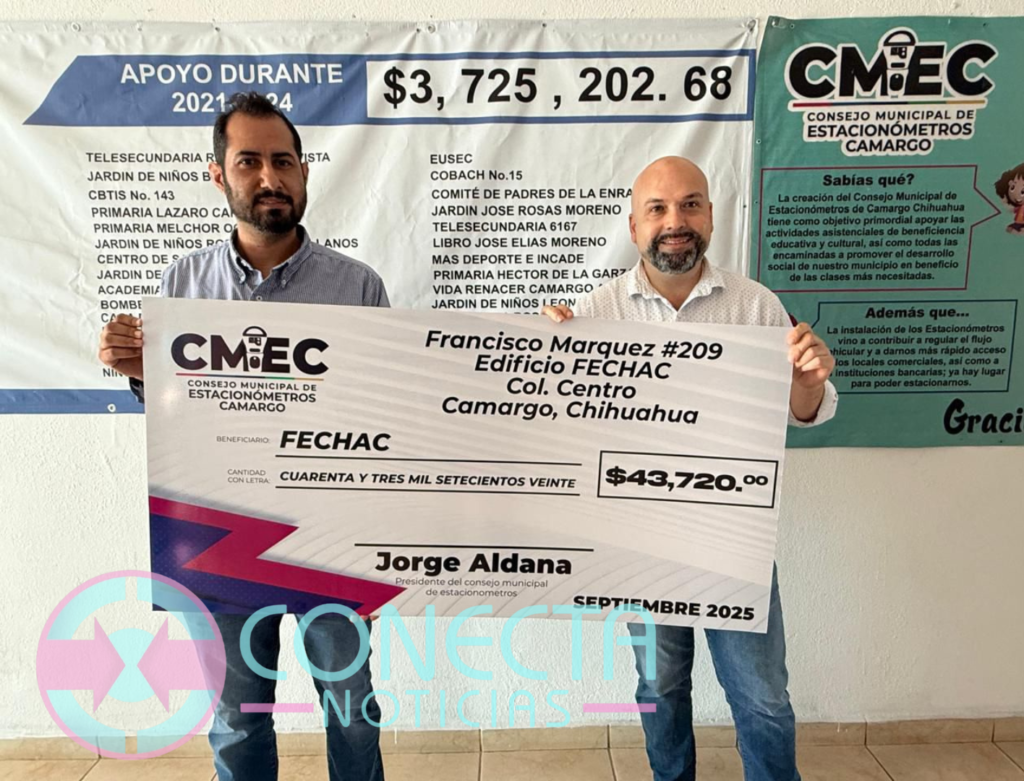 APOYO DURANTE
$3, 725 , 202. 68
TELESECUNDARIA
JARDIN DE NIÑOS
CBTIS No. 143
PRIMARIA LAZARO
PRIMARIA MELCHOR
JARDIN DE NIÑOS
CENTRO DE
JARDIN DE
EUSEC
COBACH No.15
COMITÉ DE PADRES DE LA
JARDIN JOSE ROSAS MORENO
TELESECUNDARIA 6167
LIBRO JOSE ELIAS MORENO
MAS DEPORTE E INCADE
PRIMARIA HECTOR DE LA
VIDA RENACER CAMARGO
JARDIN DE NIÑOS
CMEC
CONSEJO MUNICIPAL DE
ESTACIONÓMETROS
CAMARGO
Sabías qué?
La creación del Consejo Municipal de
Estacionómetros de Camargo Chihuahua
tiene como objetivo primordial apoyar las
actividades asistenciales de beneficiencia
educativa y cultural, así como todas las
encaminadas a promover el desarrollo
social de nuestro municipio en beneficio
de las clases más necesitadas.
Además que...
La instalación de los Estacionómetros
vino a contribuir a regular el flujo
y a darnos más rápido acceso
locales comerciales, así como a
instituciones bancarias; ya hay lugar
para poder estacionarnos.
CMEC
CONSEJO MUNICIPAL DE
ESTACIONÓMETROS
CAMARGO
Francisco Marquez #209
Edificio FECHAC
Col. Centro
Camargo, Chihuahua
BENEFICIARIO: FECHAC
CANTIDAD
CON LETRA: CUARENTA Y TRES MIL SETECIENTOS VEINTE
$43,720.00
Jorge Aldana
Presidente del consejo municipal
de estacionometros
SEPTIEMBRE 2025
CONECTA
NOTICIAS